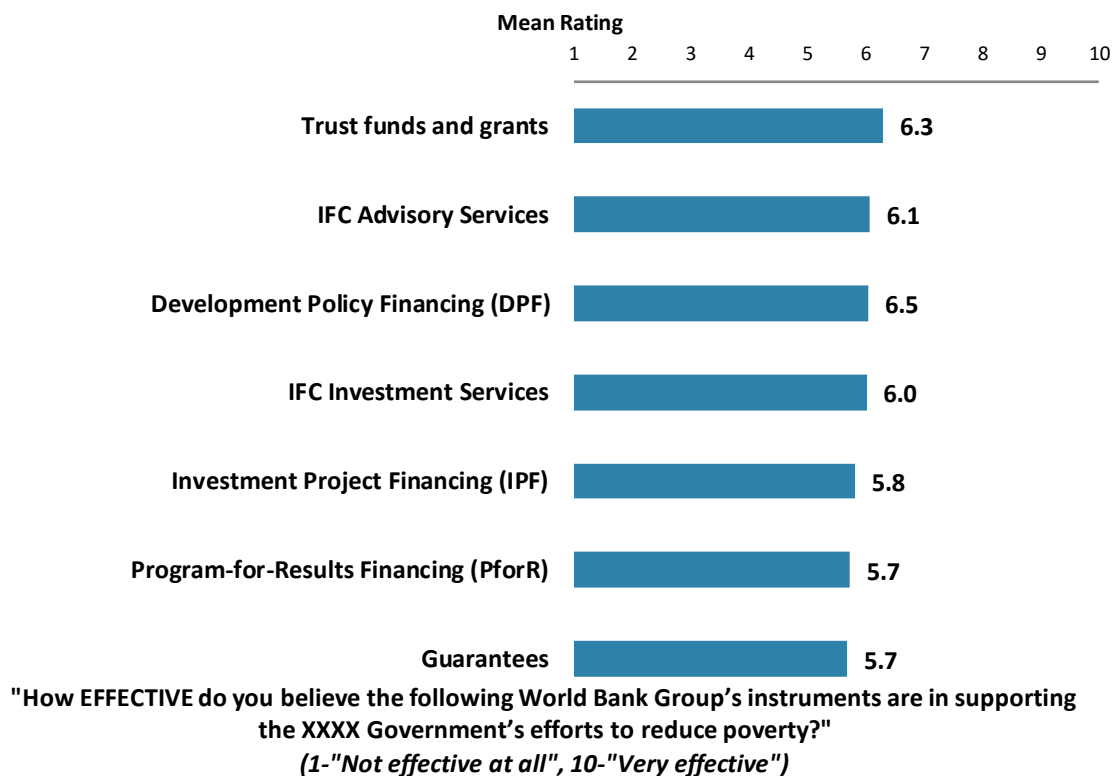 Mean Rating
1 2 3 4 5 6 7 8 9 10
Trust funds and grants 6.3
IFC Advisory Services 6.1
Development Policy Financing (DPF) 6.5
IFC Investment Services 6.0
Investment Project Financing (IPF) 5.8
Program-for-Results Financing (PforR) 5.7
Guarantees 5.7
"How EFFECTIVE do you believe the following World Bank Group’s instruments are in supporting
the XXXX Government’s efforts to reduce poverty?"
(1-"Not effective at all", 10-"Very effective")